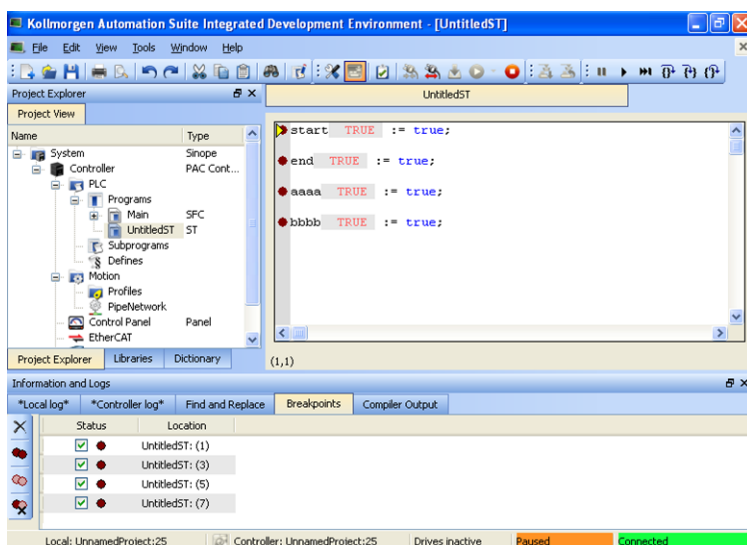 Kollmorgen Automation Suite Integrated Development Environment - [UntitledST]
File Edit View Tools Window Help
Project Explorer
UntitledST
Project View
Name Type
System Sinope
Controller PAC Cont...
PLC
Programs
Main SFC
UntitledST ST
Subprograms
Defines
Motion
Profiles
PipeNetwork
Control Panel Panel
EtherCAT
Project Explorer Libraries Dictionary
start TRUE := true;
end TRUE := true;
aaaa TRUE := true;
bbbb TRUE := true;
(1,1)
Information and Logs
*Local log* *Controller log* Find and Replace Breakpoints Compiler Output
Status Location
UntitledST: (1)
UntitledST: (3)
UntitledST: (5)
UntitledST: (7)
Local: UnnamedProject:25 Controller: UnnamedProject:25 Drives inactive Paused Connected